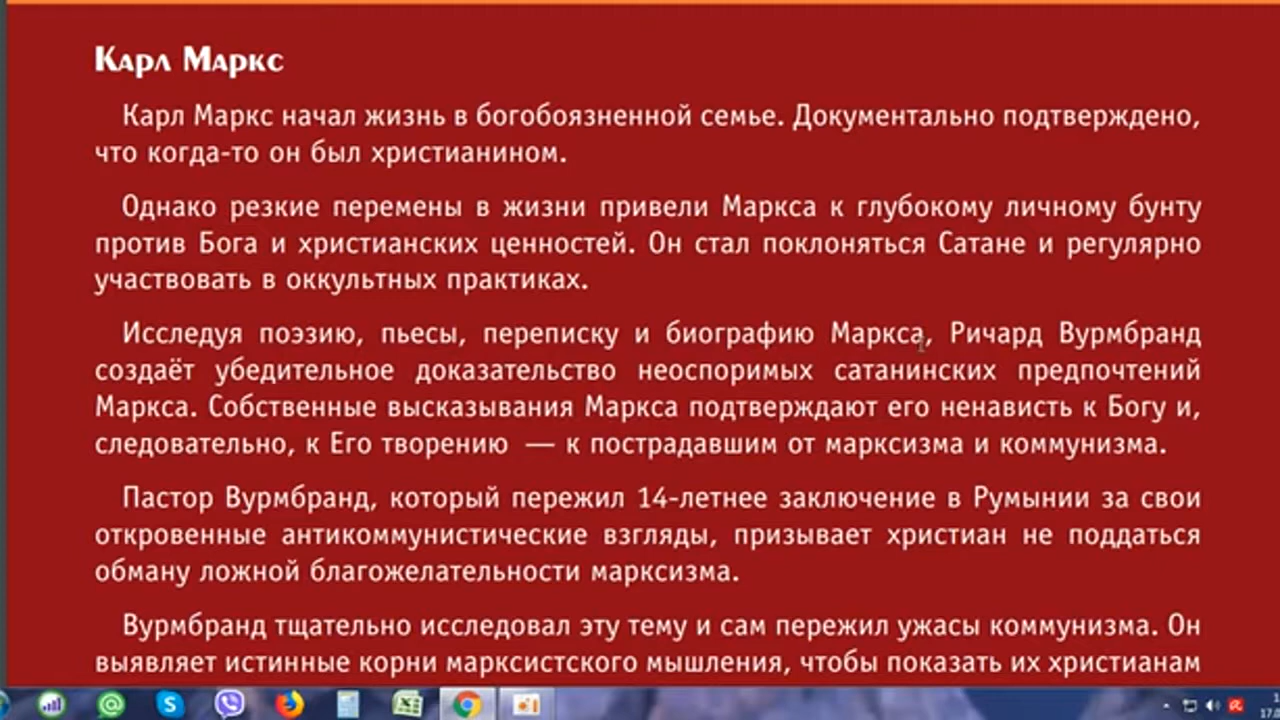 Карл Маркс
Карл Маркс начал жизнь в богобоязненной семье. Документально подтверждено,
что когда-то он был христианином.
Однако резкие перемены в жизни привели Маркса к глубокому личному бунту
против Бога и христианских ценностей. Он стал поклоняться Сатане и регулярно
участвовать в оккультных практиках.
Исследуя поэзию, пьесы, переписку и биографию Маркса, Ричард Вурмбранд
создаёт убедительное доказательство неоспоримых сатанинских предпочтений
Маркса. Собственные высказывания Маркса подтверждают его ненависть к Богу и,
следовательно, к Его творению — к пострадавшим от марксизма и коммунизма.
Пастор Вурмбранд, который пережил 14-летнее заключение в Румынии за свои
откровенные антикоммунистические взгляды, призывает христиан не поддаться
обману ложной благожелательности марксизма.
Вурмбранд тщательно исследовал эту тему и сам пережил ужасы коммунизма. Он
выявляет истинные корни марксистского мышления, чтобы показать их христианам